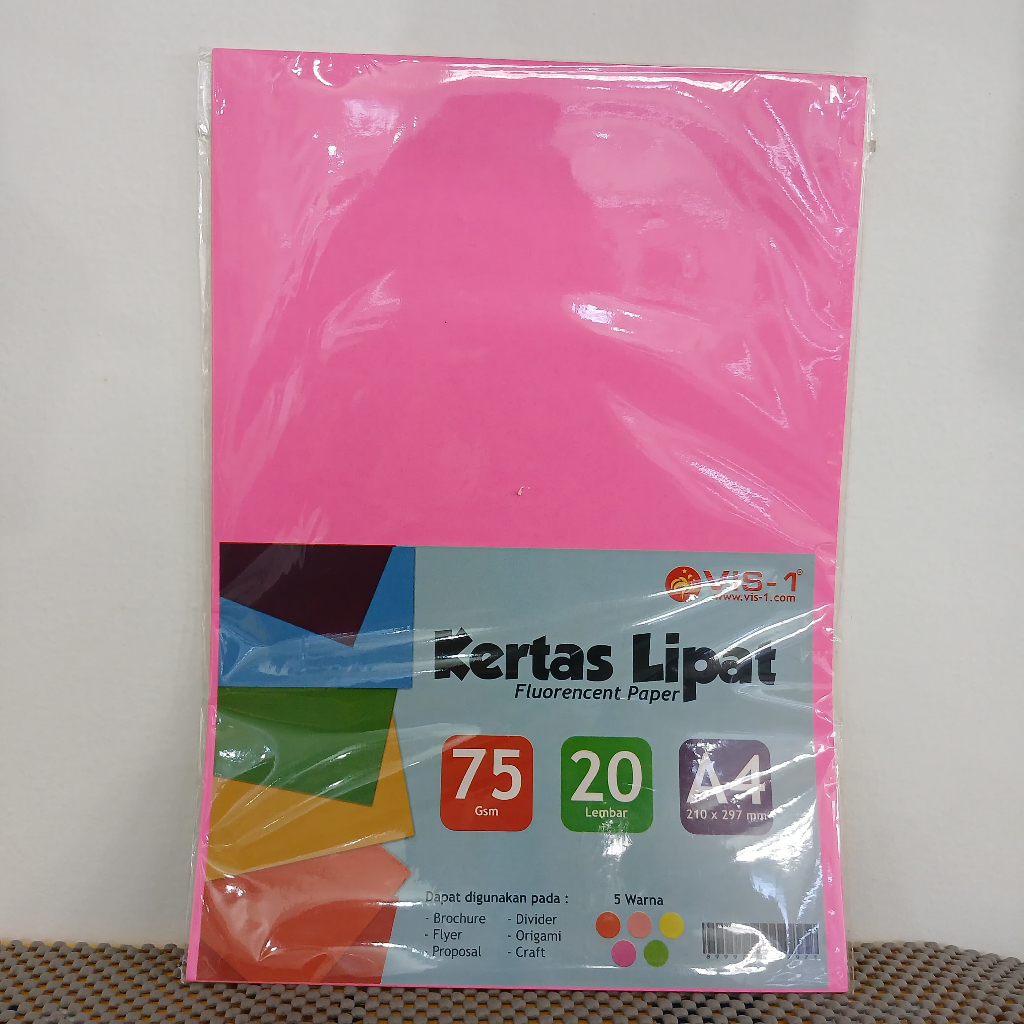 VIS-1®
www.vis-1.com
Kertas Lipat
Fluorencent Paper
75
Gsm
20
Lembar
A4
210 x 297 mm
Dapat digunakan pada :
- Brochure
- Flyer
- Proposal
- Divider
- Origami
- Craft
5 Warna